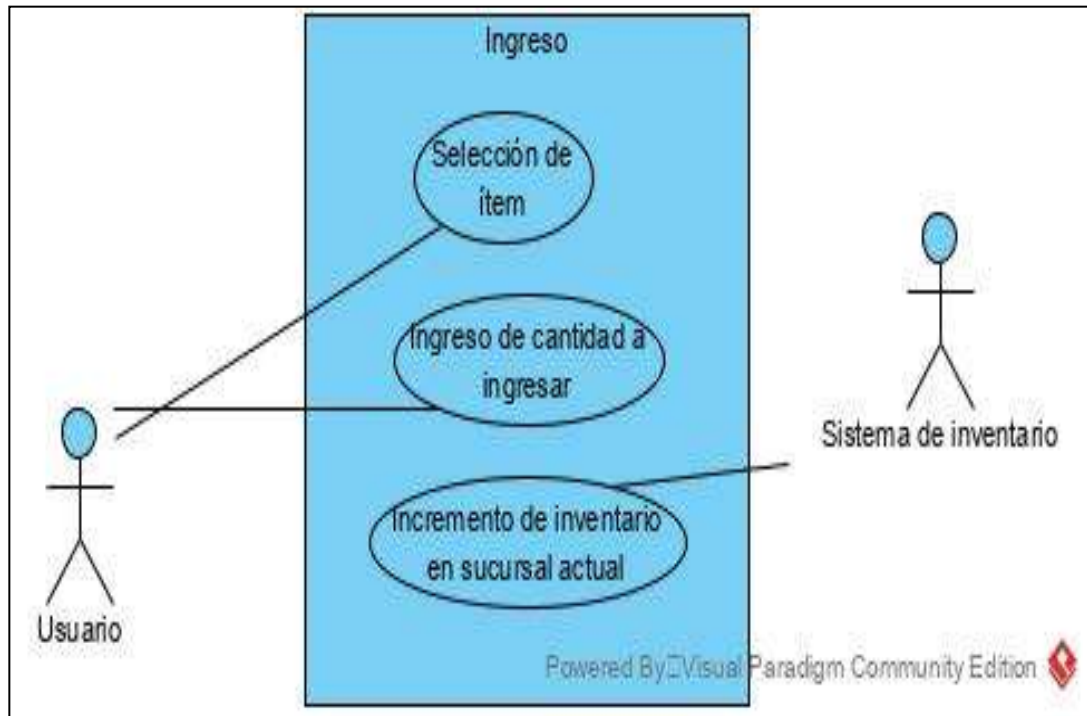 Ingreso
Selección de
ítem
Ingreso de cantidad a
ingresar
Sistema de inventario
Incremento de inventario
en sucursal actual
Usuario
Powered By□Visual Paradigm Community Edition